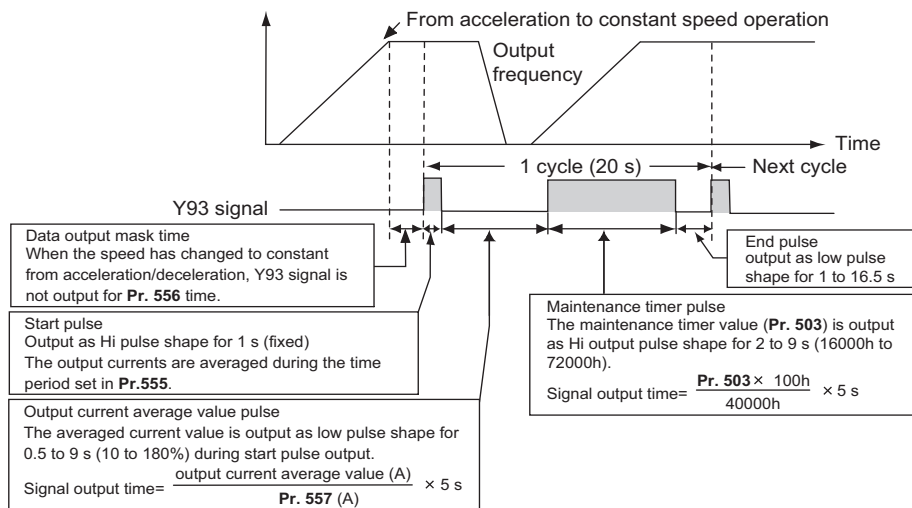 From acceleration to constant speed operation
Output
frequency
Time
1 cycle (20 s)
Next cycle
Y93 signal
Data output mask time
When the speed has changed to constant
from acceleration/deceleration, Y93 signal is
not output for Pr. 556 time.
Start pulse
Output as Hi pulse shape for 1 s (fixed)
The output currents are averaged during the time
period set in Pr.555.
Output current average value pulse
The averaged current value is output as low pulse shape for
0.5 to 9 s (10 to 180%) during start pulse output.
Signal output time= output current average value (A) / Pr. 557 (A) × 5 s
End pulse
output as low pulse
shape for 1 to 16.5 s
Maintenance timer pulse
The maintenance timer value (Pr. 503) is output
as Hi output pulse shape for 2 to 9 s (16000h to
72000h).
Signal output time= Pr. 503 × 100h / 40000h × 5 s